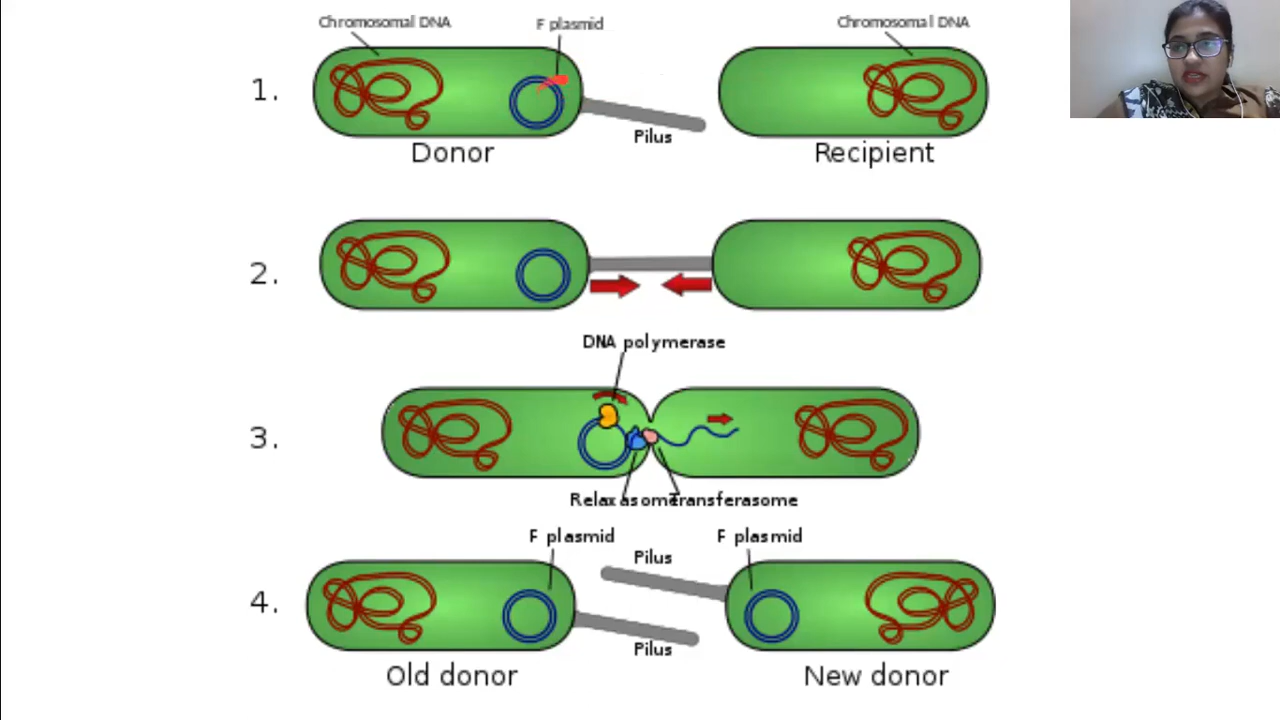 Chromosomal DNA
F plasmid
Chromosomal DNA
1.
Pilus
Donor
Recipient
2.
DNA polymerase
3.
Relaxasome
Transferasome
F plasmid
F plasmid
Pilus
4.
Pilus
Old donor
New donor